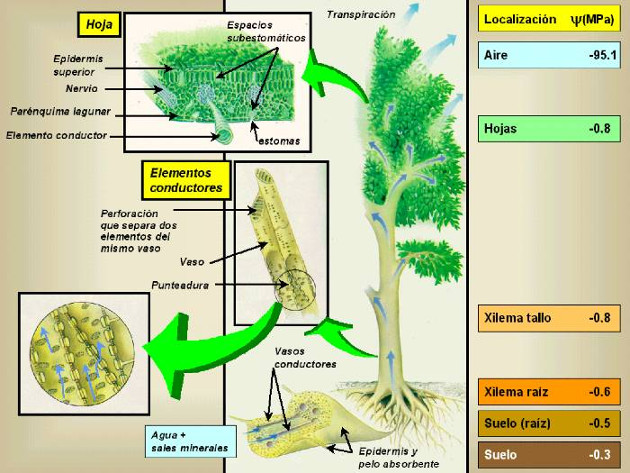 Hoja
Espacios
subestomáticos
Epidermis
superior
Nervio
Parénquima lagunar
Elemento conductor
estomas
Elementos
conductores
Perforación
que separa dos
elementos del
mismo vaso
Vaso
Punteadura
Vasos
conductores
Agua +
sales minerales
Epidermis y
pelo absorbente
Transpiración
Localización ψ(MPa)
Aire -95.1
Hojas -0.8
Xilema tallo -0.8
Xilema raíz -0.6
Suelo (raíz) -0.5
Suelo -0.3